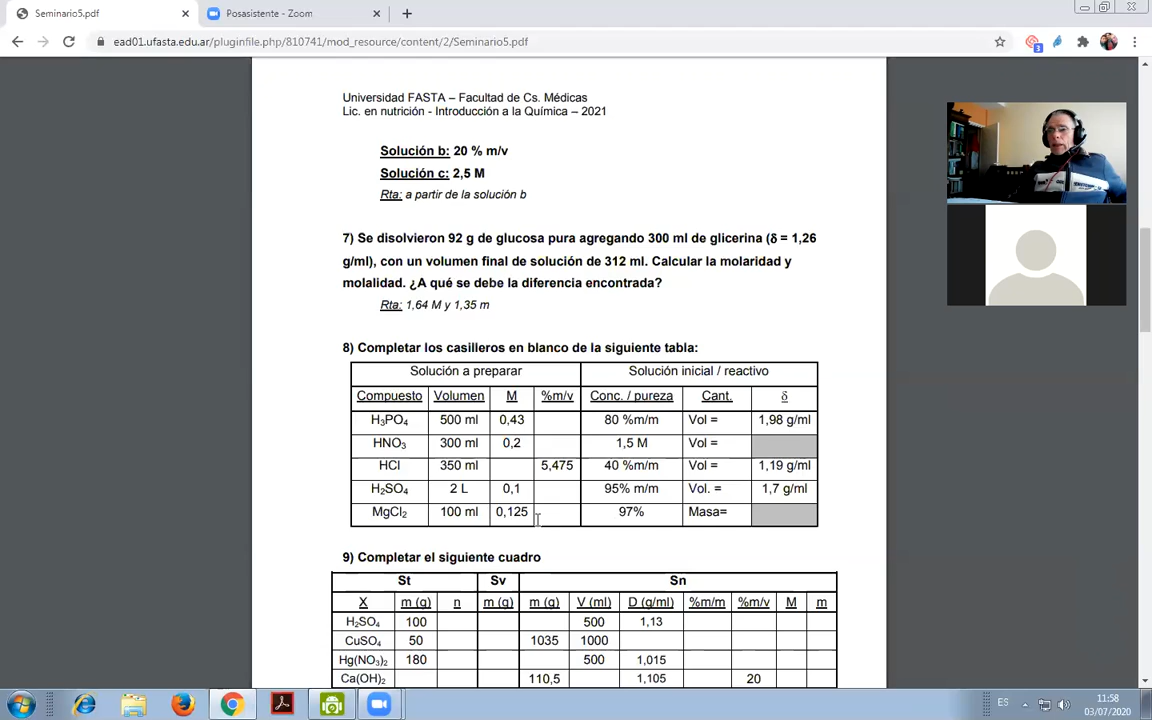 Seminario5.pdf
Posasistente - Zoom
ead01.ufasta.edu.ar/pluginfile.php/810741/mod_resource/content/2/Seminario5.pdf
3
Universidad FASTA – Facultad de Cs. Médicas
Lic. en nutrición - Introducción a la Química – 2021
Solución b: 20 % m/v
Solución c: 2,5 M
Rta: a partir de la solución b
7) Se disolvieron 92 g de glucosa pura agregando 300 ml de glicerina (δ = 1,26
g/ml), con un volumen final de solución de 312 ml. Calcular la molaridad y
molalidad. ¿A qué se debe la diferencia encontrada?
Rta: 1,64 M y 1,35 m
8) Completar los casilleros en blanco de la siguiente tabla:
Solución a preparar Solución inicial / reactivo
Compuesto Volumen M %m/v Conc. / pureza Cant. δ
H₃PO₄ 500 ml 0,43 80 %m/m Vol = 1,98 g/ml
HNO₃ 300 ml 0,2 1,5 M Vol =
HCl 350 ml 5,475 40 %m/m Vol = 1,19 g/ml
H₂SO₄ 2 L 0,1 95% m/m Vol. = 1,7 g/ml
MgCl₂ 100 ml 0,125 97% Masa=
9) Completar el siguiente cuadro
St Sv Sn
X m (g) n m (g) m (g) V (ml) D (g/ml) %m/m %m/v M m
H₂SO₄ 100 500 1,13
CuSO₄ 50 1035 1000
Hg(NO₃)₂ 180 500 1,015
Ca(OH)₂ 110,5 1,105 20
ES
11:58
03/07/2020